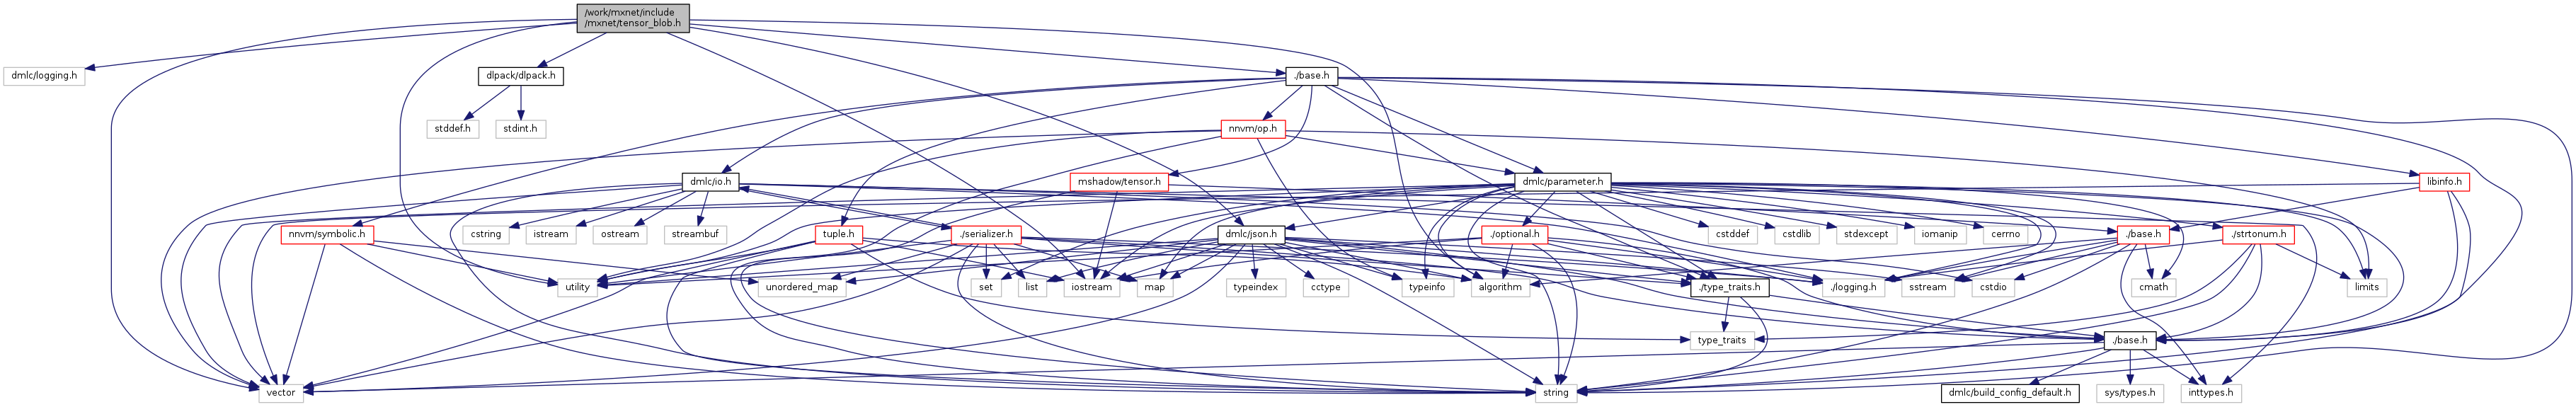 /work/mxnet/include
/mxnet/tensor_blob.h
dmlc/logging.h
dlpack/dlpack.h
./base.h
stddef.h
stdint.h
nnvm/op.h
dmlc/io.h
mshadow/tensor.h
dmlc/parameter.h
libinfo.h
nnvm/symbolic.h
cstring
istream
ostream
streambuf
tuple.h
./serializer.h
dmlc/json.h
./optional.h
cstddef
cstdlib
stdexcept
iomanip
cerrno
./base.h
./strtonum.h
utility
unordered_map
set
list
iostream
map
typeindex
cctype
typeinfo
algorithm
./type_traits.h
./logging.h
sstream
cstdio
cmath
limits
type_traits
./base.h
vector
string
dmlc/build_config_default.h
sys/types.h
inttypes.h